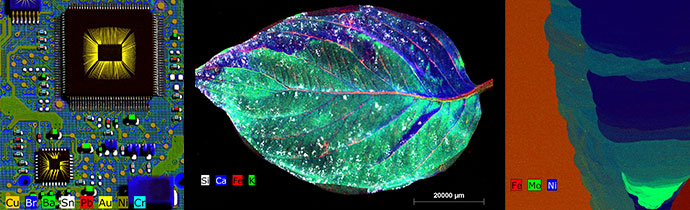 Cu Br Ba Sn Pb Au Ni Cr
Si Ca Fe K
20000 µm
Fe Mo Ni